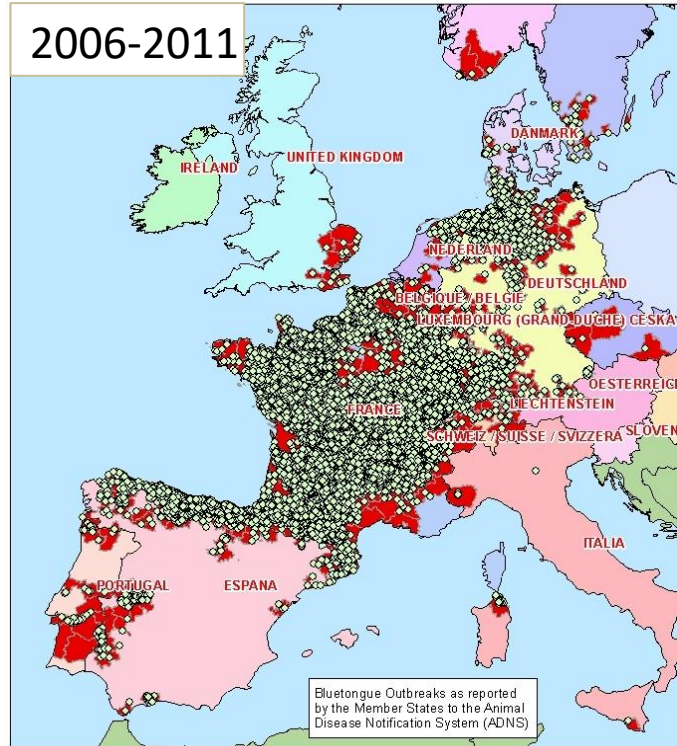 2006-2011
DANMARK
IRELAND
UNITED KINGDOM
NEDERLAND
DEUTSCHLAND
BELGIQUE / BELGIE
LUXEMBOURG (GRAND DUCHE)
CESKA
OESTERREICH
LIECHTENSTEIN
FRANCE
SCHWEIZ / SUISSE / SVIZZERA
SLOVEN
ITALIA
PORTUGAL
ESPANA
Bluetongue Outbreaks as reported
by the Member States to the Animal
Disease Notification System (ADNS)